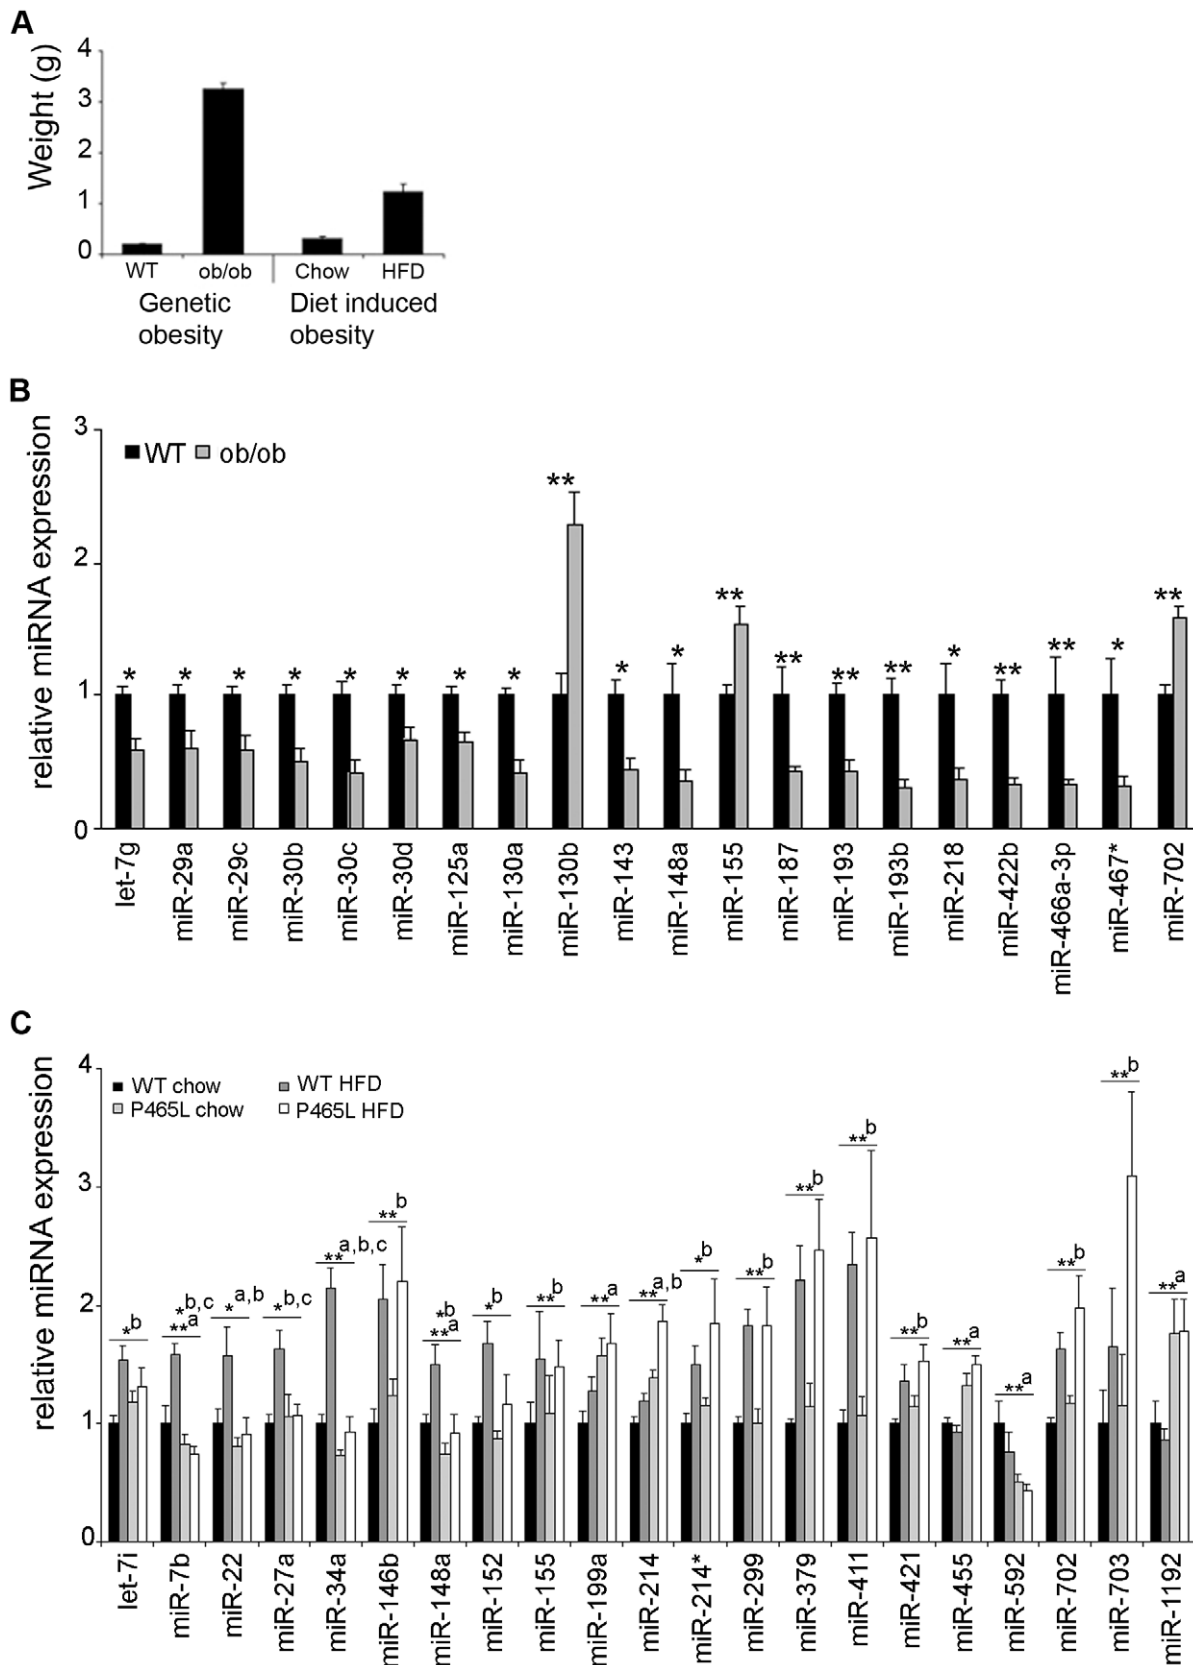 A
Weight (g)
4
3
2
1
0
WT ob/ob Chow HFD
Genetic obesity
Diet induced obesity
B
relative miRNA expression
3
2
1
0
WT ob/ob
* * * * * * * * ** * * ** ** ** ** * ** ** * **
let-7g
miR-29a
miR-29c
miR-30b
miR-30c
miR-30d
miR-125a
miR-130a
miR-130b
miR-143
miR-148a
miR-155
miR-187
miR-193
miR-193b
miR-218
miR-422b
miR-466a-3p
miR-467*
miR-702
C
relative miRNA expression
4
3
2
1
0
WT chow WT HFD
P465L chow P465L HFD
*b
*b,c
**a
*a,b
*b,c
**a,b,c
**b
*b
**a
*b
**b
**a
**a,b
*b
**b
**b
**b
**b
**a
**a
**b
**b
**a
let-7i
miR-7b
miR-22
miR-27a
miR-34a
miR-146b
miR-148a
miR-152
miR-155
miR-199a
miR-214
miR-214*
miR-299
miR-379
miR-411
miR-421
miR-455
miR-592
miR-702
miR-703
miR-1192